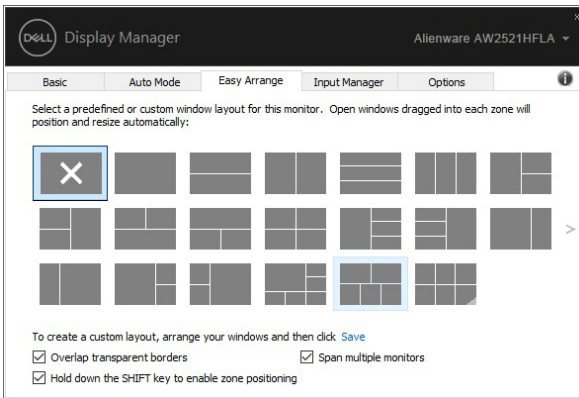 DELL Display Manager
Alienware AW2521HFLA
Basic Auto Mode Easy Arrange Input Manager Options
Select a predefined or custom window layout for this monitor. Open windows dragged into each zone will
position and resize automatically:
To create a custom layout, arrange your windows and then click Save
Overlap transparent borders
Span multiple monitors
Hold down the SHIFT key to enable zone positioning